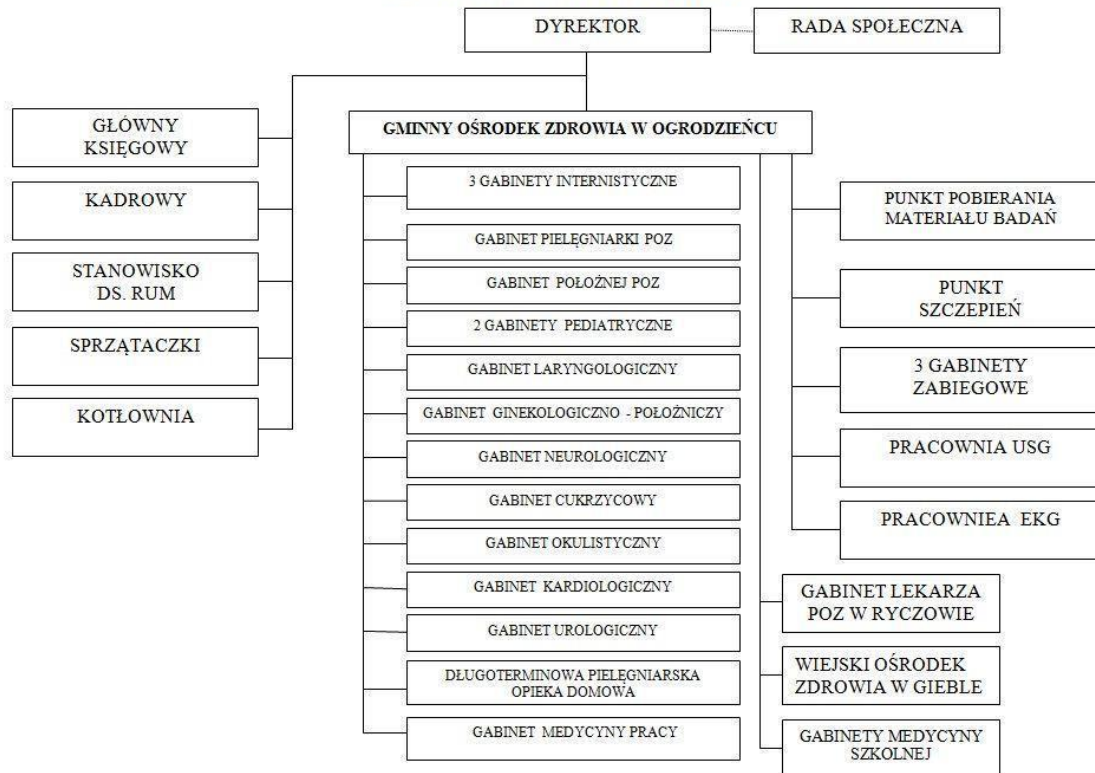 DYREKTOR
RADA SPOŁECZNA
GŁÓWNY
KSIĘGOWY
KADROWY
STANOWISKO
DS. RUM
SPRZĄTACZKI
KOTŁOWNIA
GMINNY OŚRODEK ZDROWIA W OGRODZIEŃCU
3 GABINETY INTERNISTYCZNE
GABINET PIELĘGNIARKI POZ
GABINET POŁOŻNEJ POZ
2 GABINETY PEDIATRYCZNE
GABINET LARYNGOLOGICZNY
GABINET GINEKOLOGICZNO - POŁOŻNICZY
GABINET NEUROLOGICZNY
GABINET CUKRZYCOWY
GABINET OKULISTYCZNY
GABINET KARDIOLOGICZNY
GABINET UROLOGICZNY
DŁUGOTERMINOWA PIELĘGNIARSKA
OPIEKA DOMOWA
GABINET MEDYCYNY PRACY
PUNKT POBIERANIA
MATERIAŁU BADAŃ
PUNKT
SZCZEPIEŃ
3 GABINETY
ZABIEGOWE
PRACOWNIA USG
PRACOWNIEA EKG
GABINET LEKARZA
POZ W RYCZOWIE
WIEJSKI OŚRODEK
ZDROWIA W GIEBLE
GABINETY MEDYCYNY
SZKOLNEJ